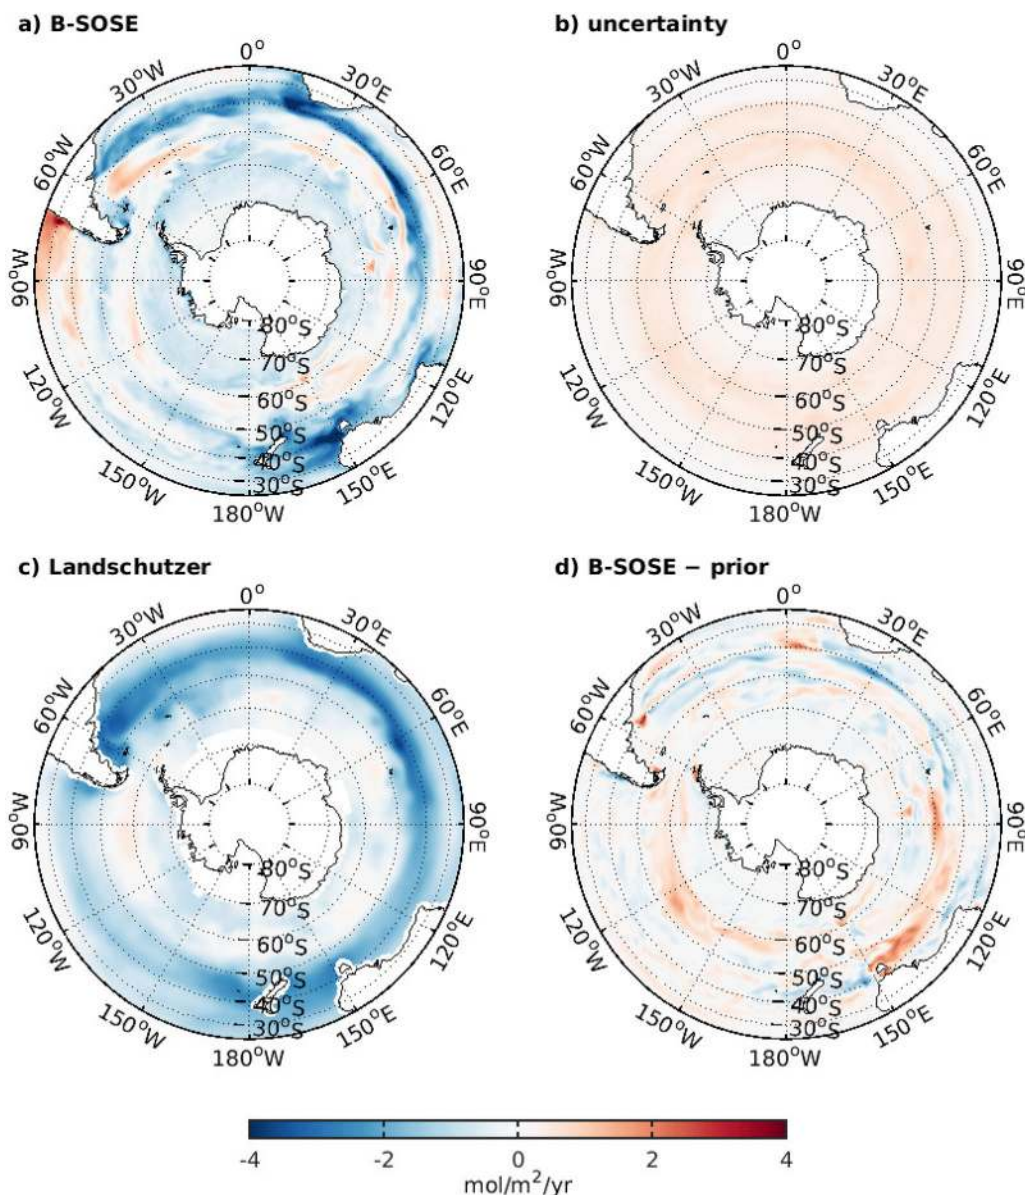 a) B-SOSE
b) uncertainty
0°
30°E
60°E
90°E
120°E
150°E
180°W
150°W
120°W
90°W
60°W
30°W
80°S
70°S
60°S
50°S
40°S
30°S
0°
30°E
60°E
90°E
120°E
150°E
180°W
150°W
120°W
90°W
60°W
30°W
80°S
70°S
60°S
50°S
40°S
30°S
c) Landschutzer
d) B-SOSE − prior
0°
30°E
60°E
90°E
120°E
150°E
180°W
150°W
120°W
90°W
60°W
30°W
80°S
70°S
60°S
50°S
40°S
30°S
0°
30°E
60°E
90°E
120°E
150°E
180°W
150°W
120°W
90°W
60°W
30°W
80°S
70°S
60°S
50°S
40°S
30°S
-4 -2 0 2 4
mol/m²/yr